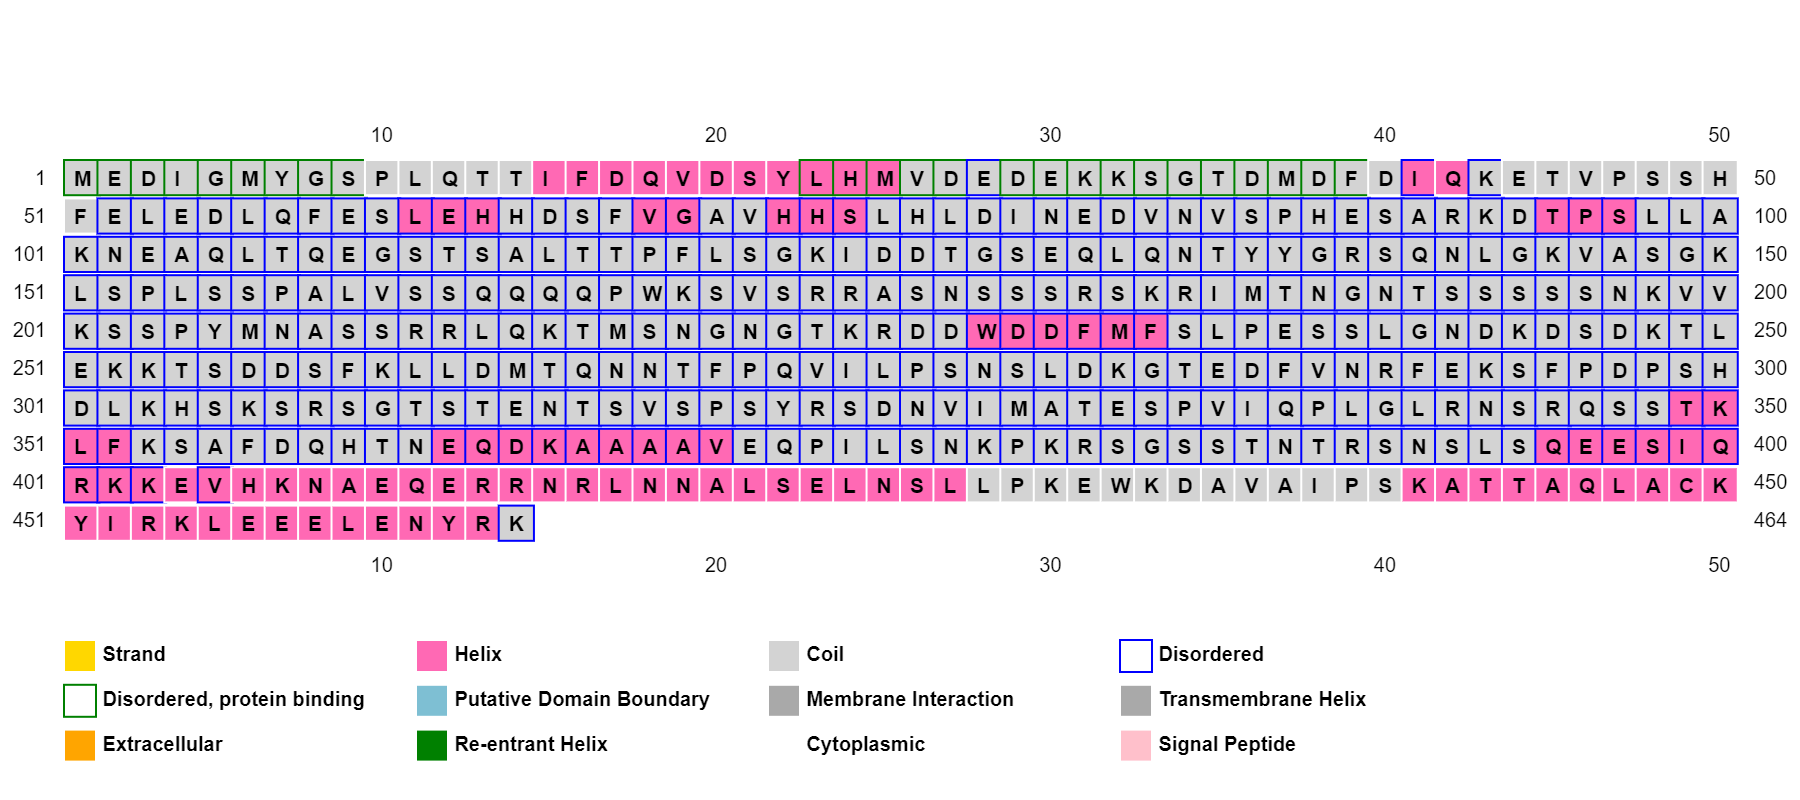 10 20 30 40 50
1 M E D I G M Y G S P L Q T T I F D Q V D S Y L H M V D E D E K K S G T D M D F D I Q K E T V P S S H 50
51 F E L E D L Q F E S L E H H D S F V G A V H H S L H L D I N E D V N V S P H E S A R K D T P S L L A 100
101 K N E A Q L T Q E G S T S A L T T P F L S G K I D D T G S E Q L Q N T Y Y G R S Q N L G K V A S G K 150
151 L S P L S S P A L V S S Q Q Q Q P W K S V S R R A S N S S S R S K R I M T N G N T S S S S S N K V V 200
201 K S S P Y M N A S S R R L Q K T M S N G N G T K R D D W D D F M F S L P E S S L G N D K D S D K T L 250
251 E K K T S D D S F K L L D M T Q N N T F P Q V I L P S N S L D K G T E D F V N R F E K S F P D P S H 300
301 D L K H S K S R S G T S T E N T S V S P S Y R S D N V I M A T E S P V I Q P L G L R N S R Q S S T K 350
351 L F K S A F D Q H T N E Q D K A A A A V E Q P I L S N K P K R S G S S T N T R S N S L S Q E E S I Q 400
401 R K K E V H K N A E Q E R R N R L N N A L S E L N S L L P K E W K D A V A I P S K A T T A Q L A C K 450
451 Y I R K L E E E L E N Y R K 464
10 20 30 40 50
Strand Helix Coil Disordered
Disordered, protein binding Putative Domain Boundary Membrane Interaction Transmembrane Helix
Extracellular Re-entrant Helix Cytoplasmic Signal Peptide